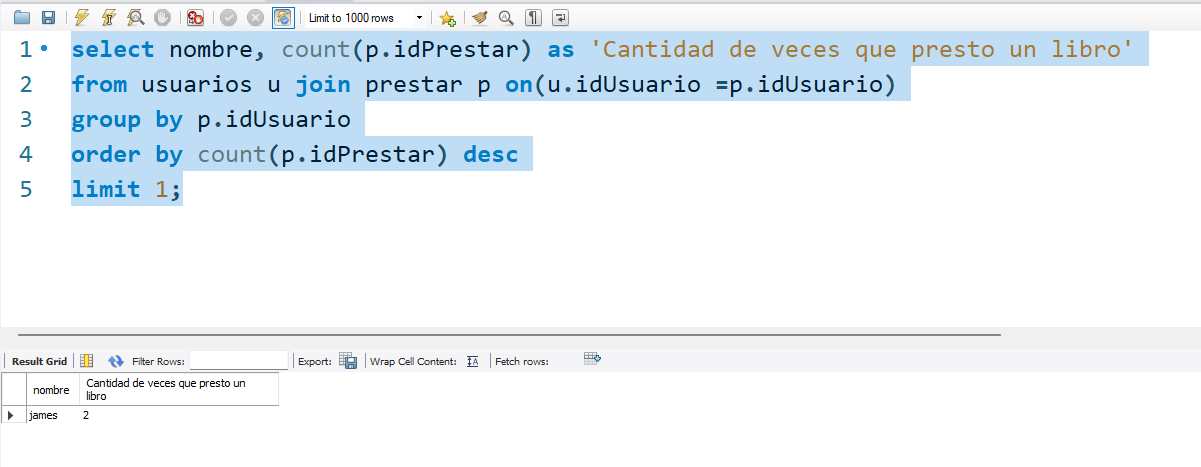 Limit to 1000 rows
1 select nombre, count(p.idPrestar) as 'Cantidad de veces que presto un libro'
2 from usuarios u join prestar p on(u.idUsuario =p.idUsuario)
3 group by p.idUsuario
4 order by count(p.idPrestar) desc
5 limit 1;
Result Grid Filter Rows: Export: Wrap Cell Content: Fetch rows:
nombre Cantidad de veces que presto un
libro
james 2